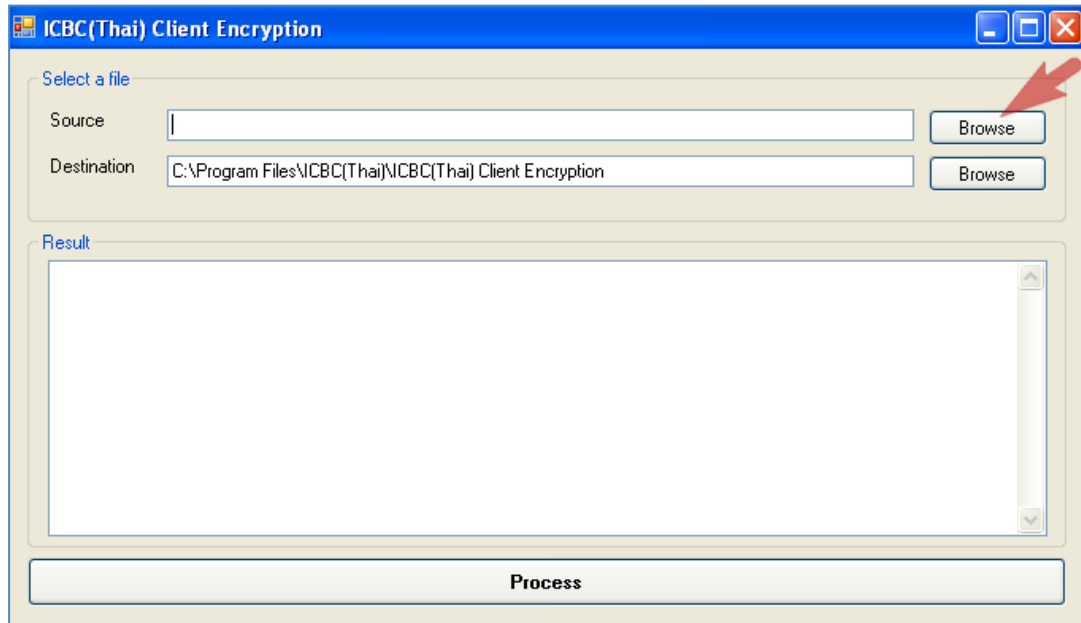 ICBC(Thai) Client Encryption
Select a file
Source
Browse
Destination
C:\Program Files\ICBC(Thai)\ICBC(Thai) Client Encryption
Browse
Result
Process